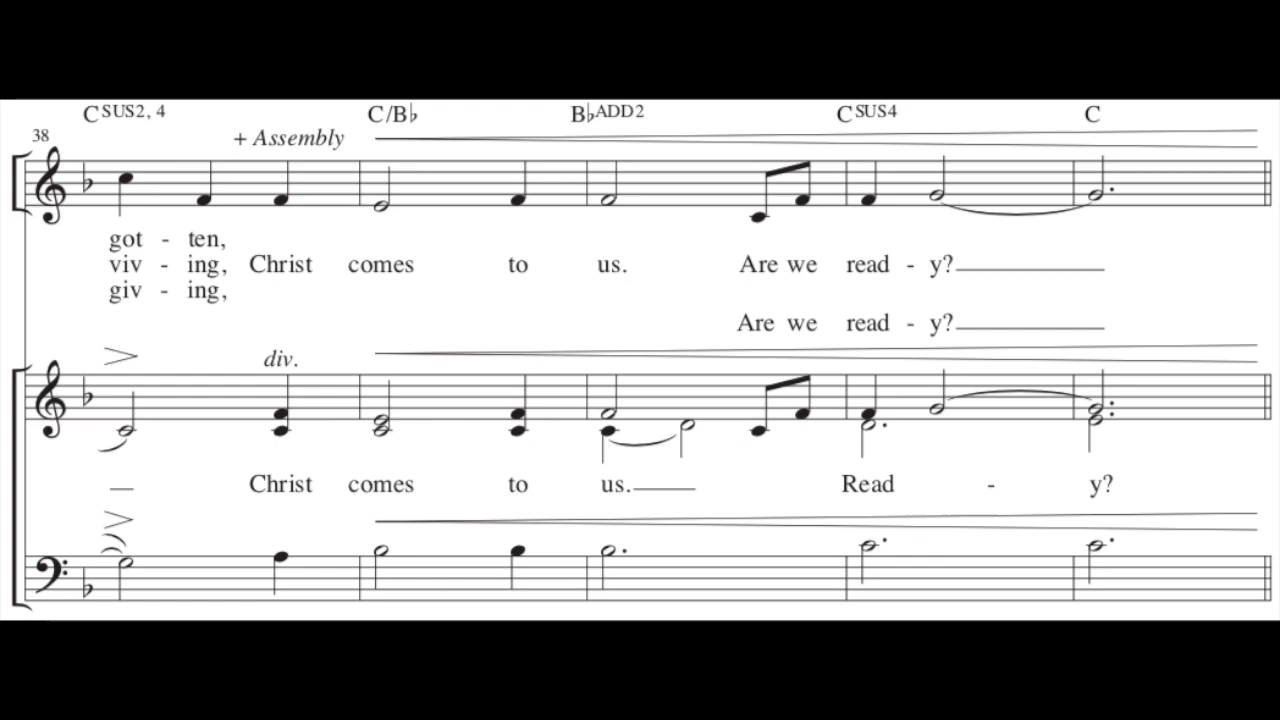 C SUS2, 4 C/B♭ B♭ADD2 C SUS4 C
38 + Assembly
got - ten,
viv - ing, Christ comes to us. Are we read - y?
giv - ing,
Are we read - y?
div.
Christ comes to us. Read - y?